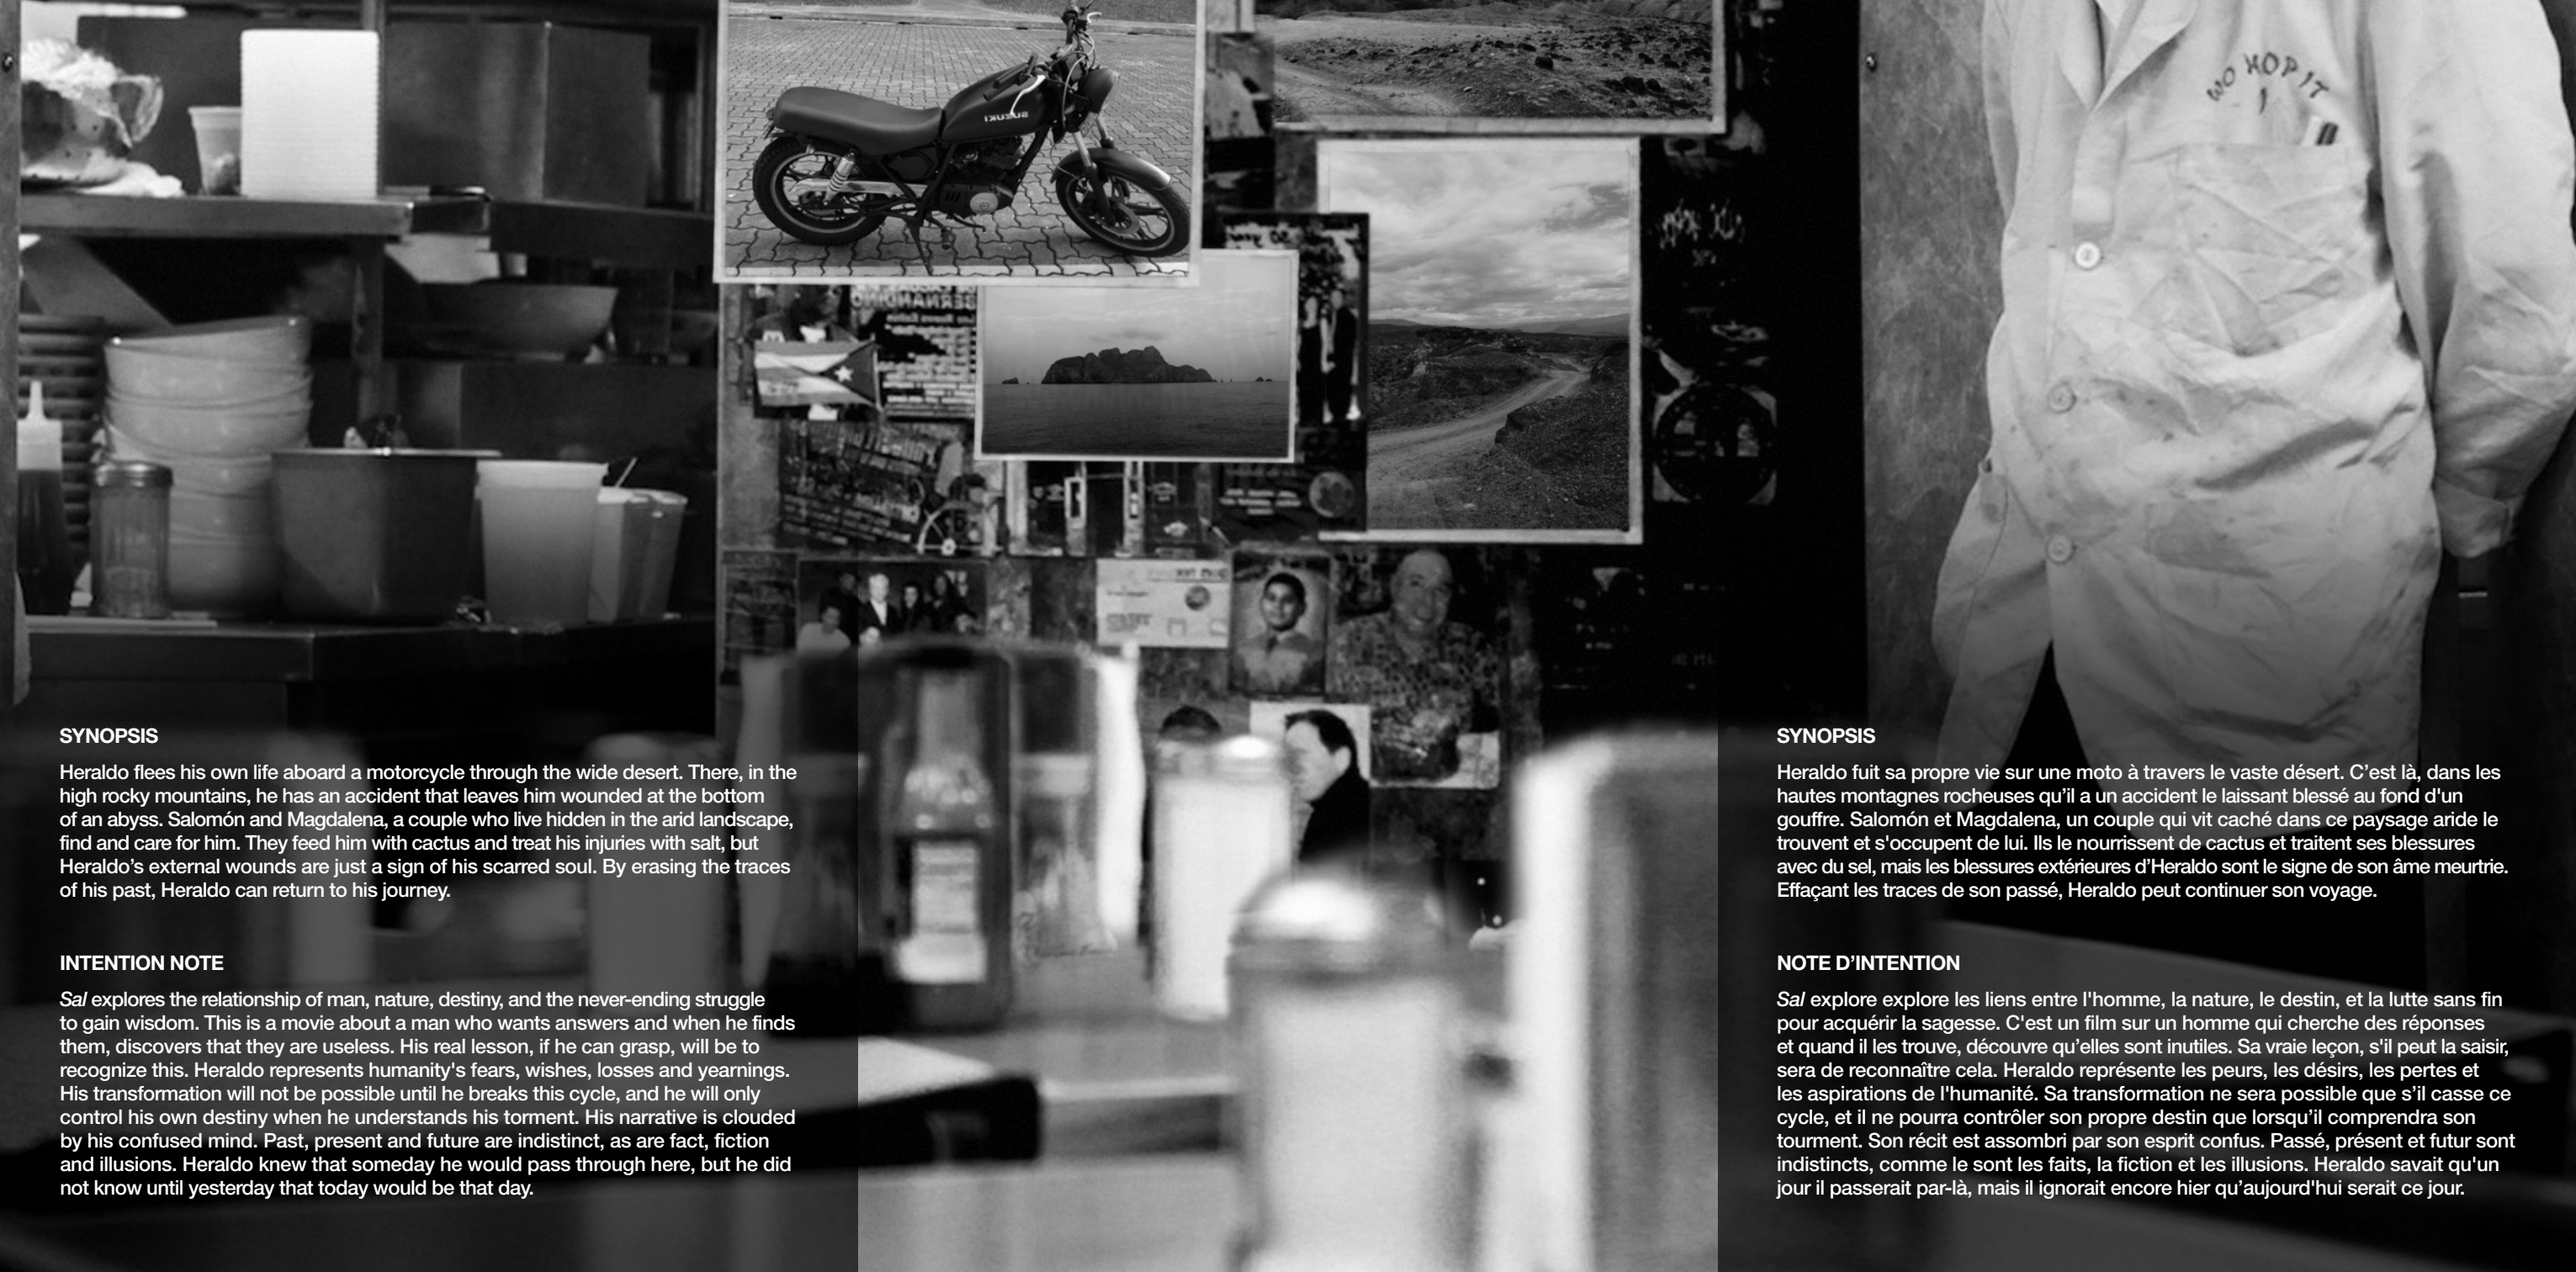 WO HOP IT
SUZUKI
BERNARDINO
SYNOPSIS
Heraldo flees his own life aboard a motorcycle through the wide desert. There, in the
high rocky mountains, he has an accident that leaves him wounded at the bottom
of an abyss. Salomón and Magdalena, a couple who live hidden in the arid landscape,
find and care for him. They feed him with cactus and treat his injuries with salt, but
Heraldo’s external wounds are just a sign of his scarred soul. By erasing the traces
of his past, Heraldo can return to his journey.
INTENTION NOTE
Sal explores the relationship of man, nature, destiny, and the never-ending struggle
to gain wisdom. This is a movie about a man who wants answers and when he finds
them, discovers that they are useless. His real lesson, if he can grasp, will be to
recognize this. Heraldo represents humanity's fears, wishes, losses and yearnings.
His transformation will not be possible until he breaks this cycle, and he will only
control his own destiny when he understands his torment. His narrative is clouded
by his confused mind. Past, present and future are indistinct, as are fact, fiction
and illusions. Heraldo knew that someday he would pass through here, but he did
not know until yesterday that today would be that day.
SYNOPSIS
Heraldo fuit sa propre vie sur une moto à travers le vaste désert. C’est là, dans les
hautes montagnes rocheuses qu’il a un accident le laissant blessé au fond d'un
gouffre. Salomón et Magdalena, un couple qui vit caché dans ce paysage aride le
trouvent et s'occupent de lui. Ils le nourrissent de cactus et traitent ses blessures
avec du sel, mais les blessures extérieures d’Heraldo sont le signe de son âme meurtrie.
Effaçant les traces de son passé, Heraldo peut continuer son voyage.
NOTE D’INTENTION
Sal explore explore les liens entre l'homme, la nature, le destin, et la lutte sans fin
pour acquérir la sagesse. C'est un film sur un homme qui cherche des réponses
et quand il les trouve, découvre qu’elles sont inutiles. Sa vraie leçon, s'il peut la saisir,
sera de reconnaître cela. Heraldo représente les peurs, les désirs, les pertes et
les aspirations de l'humanité. Sa transformation ne sera possible que s’il casse ce
cycle, et il ne pourra contrôler son propre destin que lorsqu’il comprendra son
tourment. Son récit est assombri par son esprit confus. Passé, présent et futur sont
indistincts, comme le sont les faits, la fiction et les illusions. Heraldo savait qu'un
jour il passerait par-là, mais il ignorait encore hier qu’aujourd'hui serait ce jour.